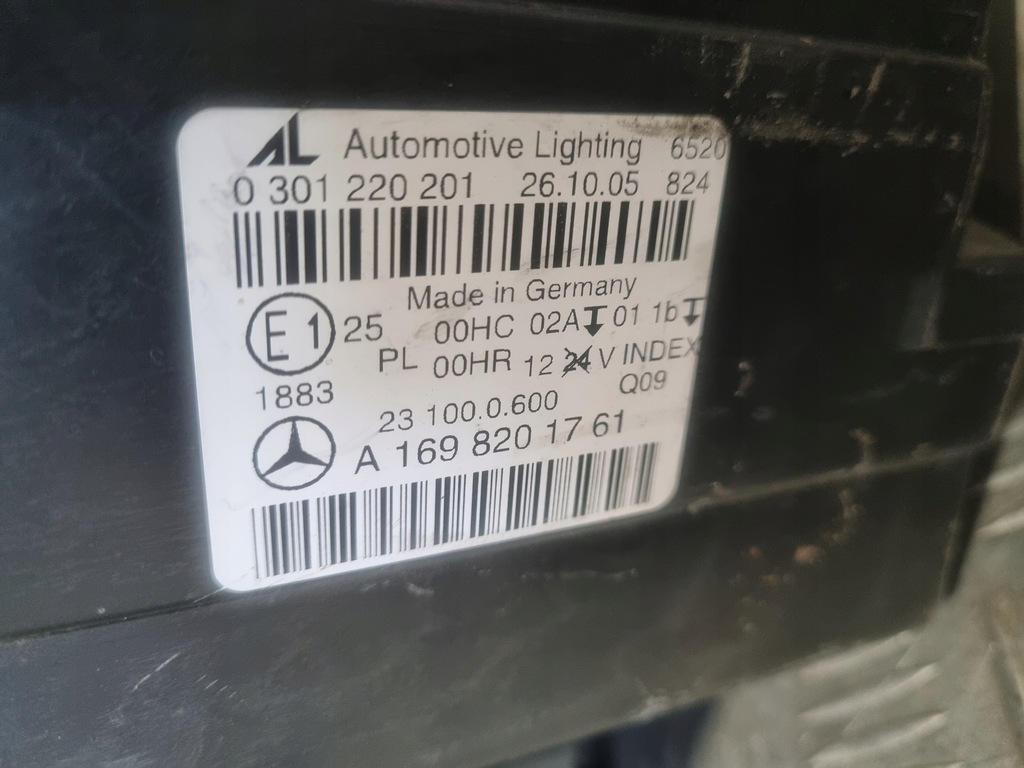 AL Automotive Lighting 6520
0 301 220 201 26.10.05 824
Made in Germany
E1 25 00HC 02A 01 1b
PL 00HR 12 24 V INDEX
1883 Q09
23 100.0.600
A 169 820 17 61